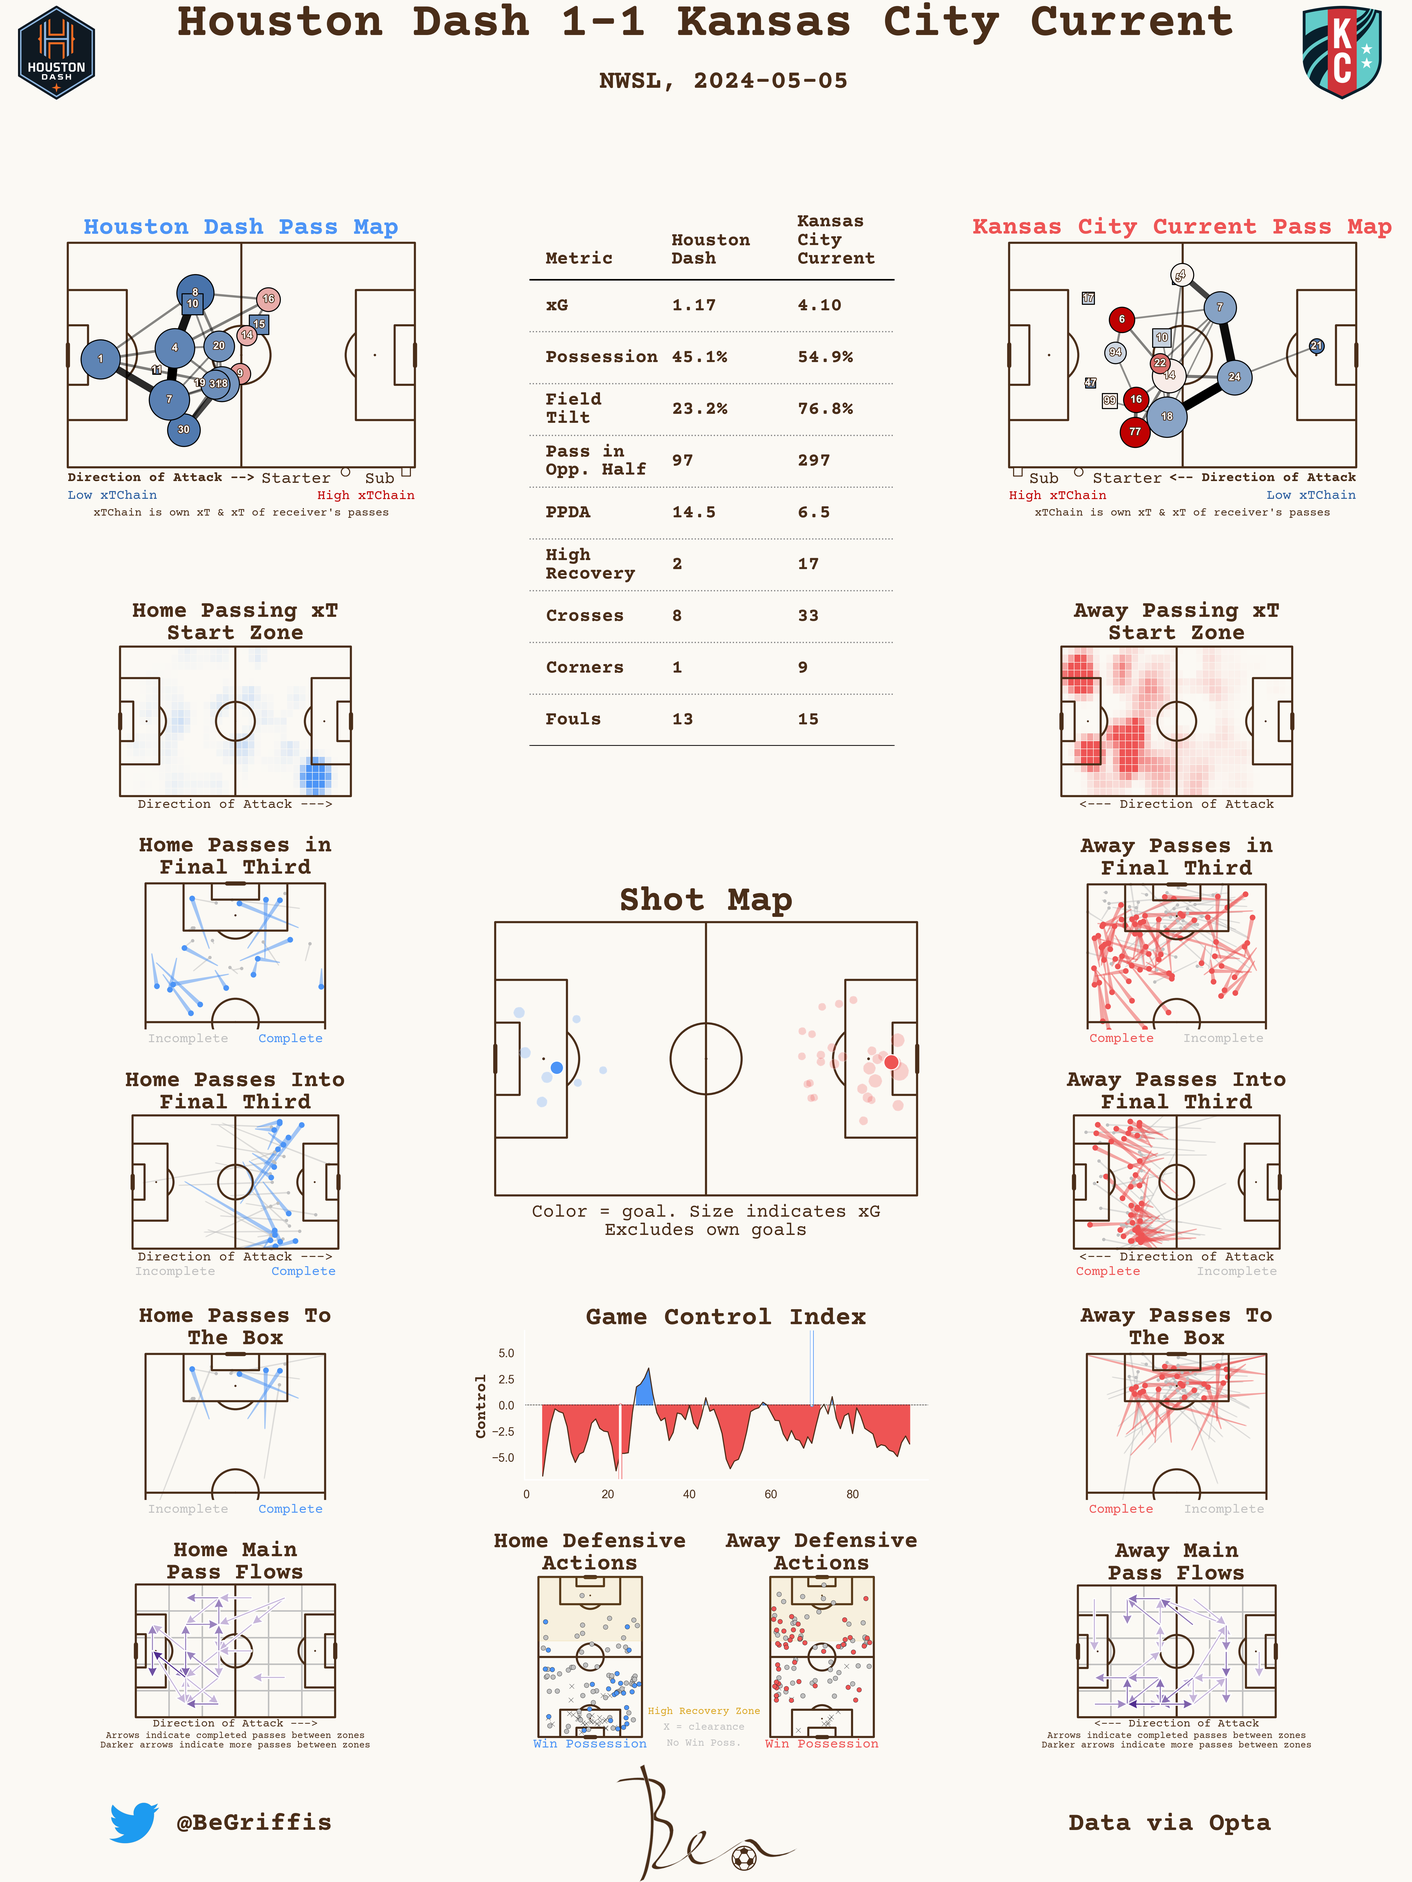 Houston Dash 1-1 Kansas City Current
NWSL, 2024-05-05
HOUSTON
DASH
KC
Houston Dash Pass Map
8
10
16
15
14
4
20
1
11
9
19
31
18
7
30
Direction of Attack --> Starter Sub
Low xTChain High xTChain
xTChain is own xT & xT of receiver's passes
Metric Houston Dash Kansas City Current
xG 1.17 4.10
Possession 45.1% 54.9%
Field Tilt 23.2% 76.8%
Pass in Opp. Half 97 297
PPDA 14.5 6.5
High Recovery 2 17
Crosses 8 33
Corners 1 9
Fouls 13 15
Kansas City Current Pass Map
4
17
7
6
10
21
94
22
14
24
47
99
16
18
77
Sub Starter <-- Direction of Attack
High xTChain Low xTChain
xTChain is own xT & xT of receiver's passes
Home Passing xT
Start Zone
Direction of Attack --->
Away Passing xT
Start Zone
<--- Direction of Attack
Home Passes in
Final Third
Incomplete Complete
Away Passes in
Final Third
Complete Incomplete
Shot Map
Color = goal. Size indicates xG
Excludes own goals
Home Passes Into
Final Third
Direction of Attack --->
Incomplete Complete
Away Passes Into
Final Third
<--- Direction of Attack
Complete Incomplete
Home Passes To
The Box
Incomplete Complete
Game Control Index
Control
5.0
2.5
0.0
−2.5
−5.0
0 20 40 60 80
Away Passes To
The Box
Complete Incomplete
Home Main
Pass Flows
Direction of Attack --->
Arrows indicate completed passes between zones
Darker arrows indicate more passes between zones
Home Defensive
Actions
Win Possession
High Recovery Zone
X = clearance
No Win Poss.
Away Defensive
Actions
Win Possession
Away Main
Pass Flows
<--- Direction of Attack
Arrows indicate completed passes between zones
Darker arrows indicate more passes between zones
@BeGriffis
Ben
Data via Opta